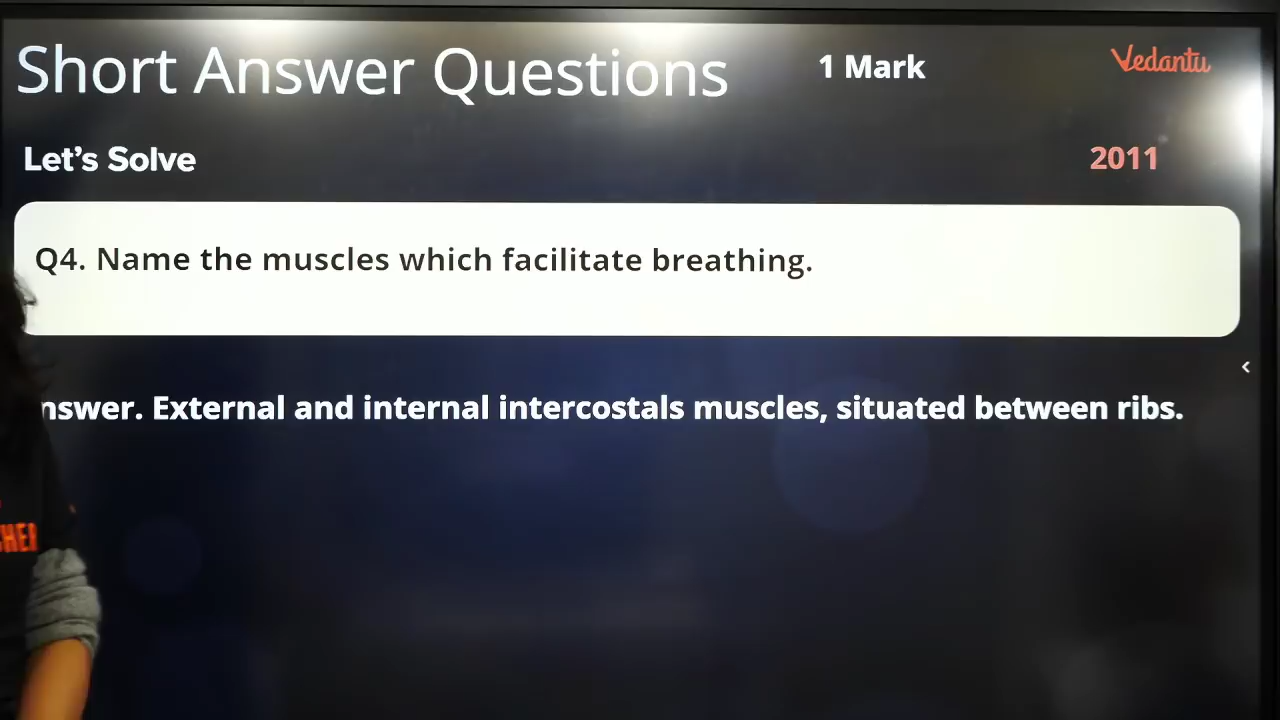 Short Answer Questions
1 Mark
Vedantu
Let's Solve
2011
Q4. Name the muscles which facilitate breathing.
nswer. External and internal intercostals muscles, situated between ribs.
HER